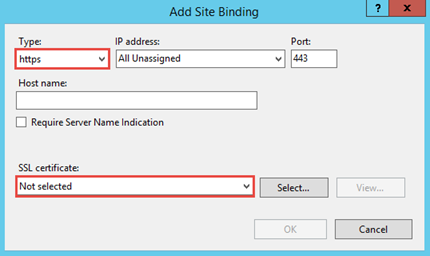 Add Site Binding
? x
Type: IP address: Port:
https All Unassigned 443
Host name:
Require Server Name Indication
SSL certificate:
Not selected Select... View...
OK Cancel